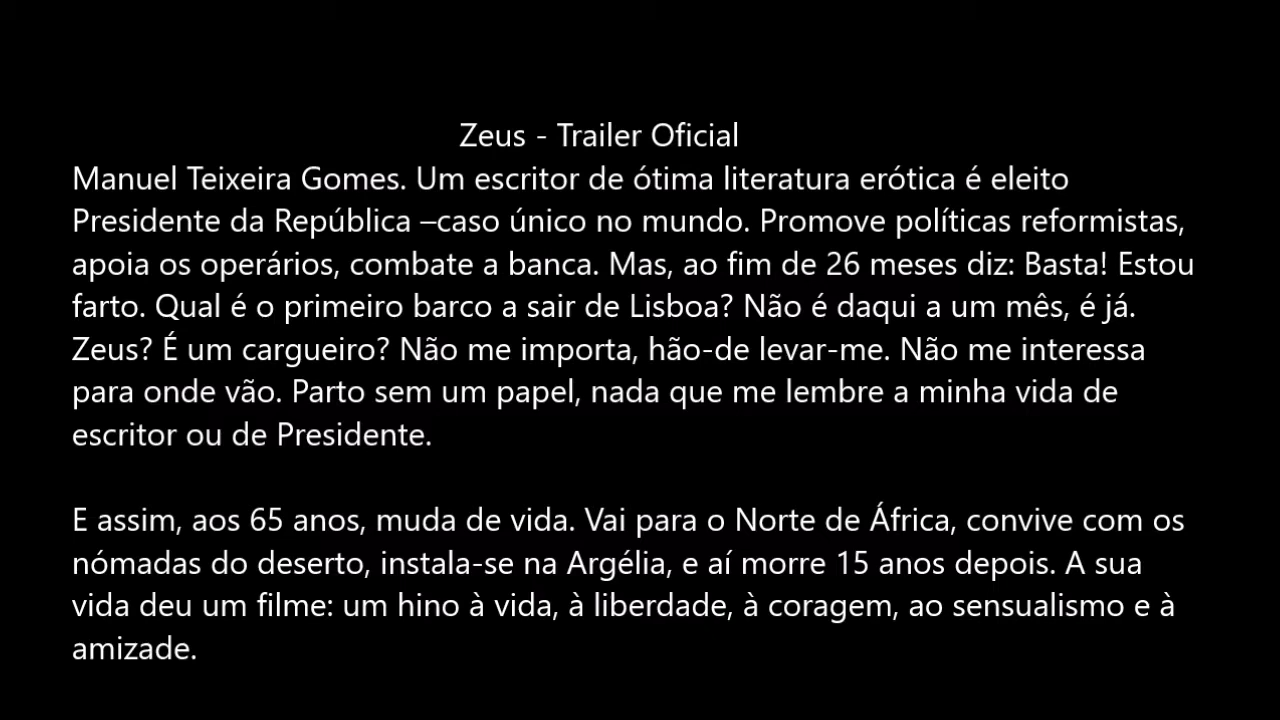 Zeus - Trailer Oficial
Manuel Teixeira Gomes. Um escritor de ótima literatura erótica é eleito
Presidente da República –caso único no mundo. Promove políticas reformistas,
apoia os operários, combate a banca. Mas, ao fim de 26 meses diz: Basta! Estou
farto. Qual é o primeiro barco a sair de Lisboa? Não é daqui a um mês, é já.
Zeus? É um cargueiro? Não me importa, hão-de levar-me. Não me interessa
para onde vão. Parto sem um papel, nada que me lembre a minha vida de
escritor ou de Presidente.
E assim, aos 65 anos, muda de vida. Vai para o Norte de África, convive com os
nómadas do deserto, instala-se na Argélia, e aí morre 15 anos depois. A sua
vida deu um filme: um hino à vida, à liberdade, à coragem, ao sensualismo e à
amizade.